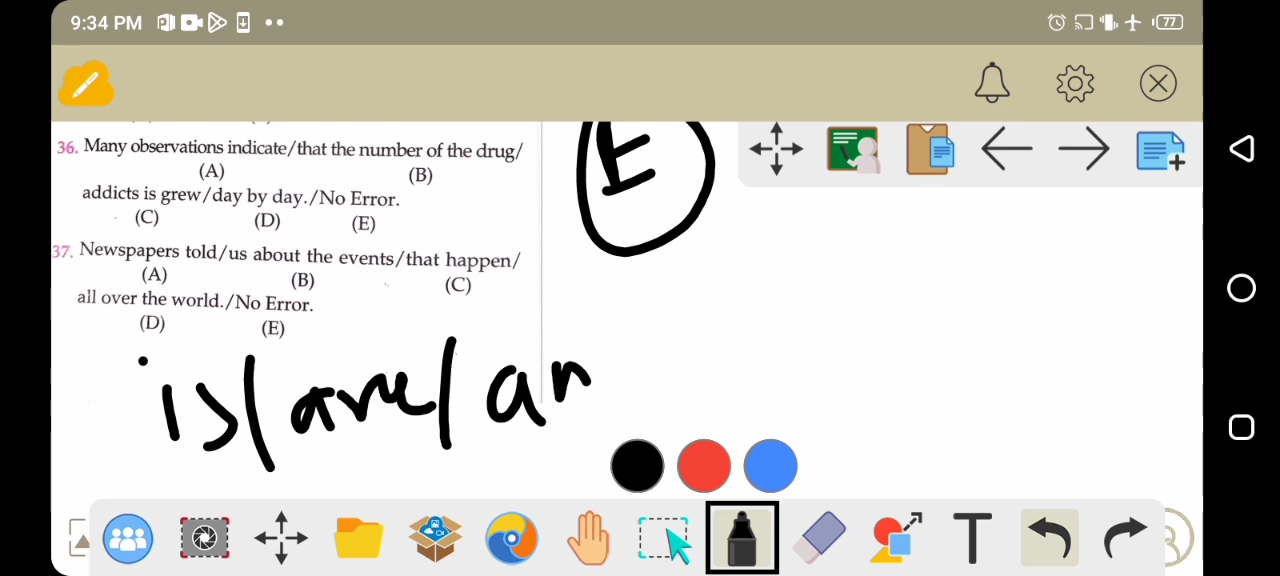 9:34 PM
77
E
36. Many observations indicate/that the number of the drug/
(A) (B)
addicts is grew/day by day./No Error.
(C) (D) (E)
37. Newspapers told/us about the events/that happen/
(A) (B) (C)
all over the world./No Error.
(D) (E)
is/are/an
T